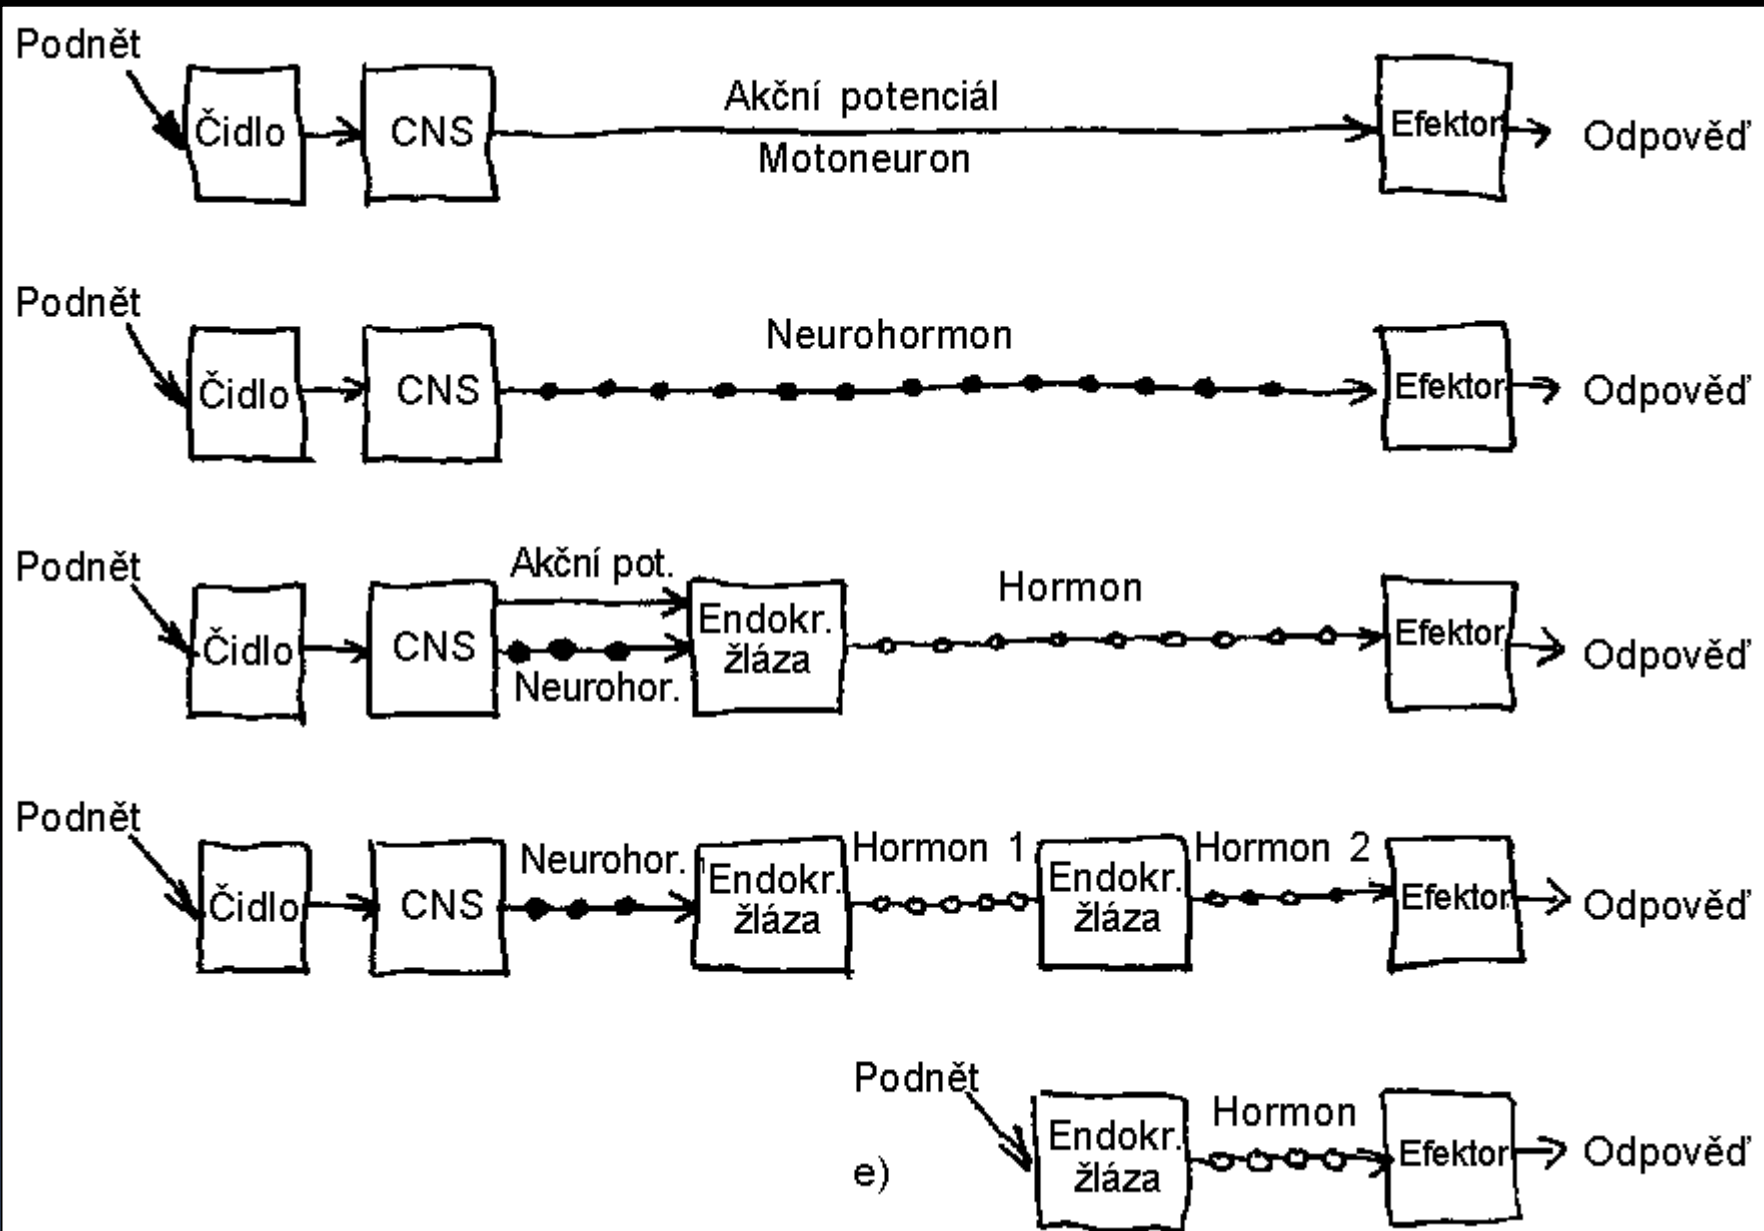 Podnět
Čidlo CNS Akční potenciál Efektor Odpověď
Motoneuron
Podnět
Čidlo CNS Neurohormon Efektor Odpověď
Podnět
Čidlo CNS Akční pot. Endokr. Hormon Efektor Odpověď
Neurohor. žláza
Podnět
Čidlo CNS Neurohor. Endokr. Hormon 1 Endokr. Hormon 2 Efektor Odpověď
žláza žláza
Podnět
e) Endokr. Hormon Efektor Odpověď
žláza